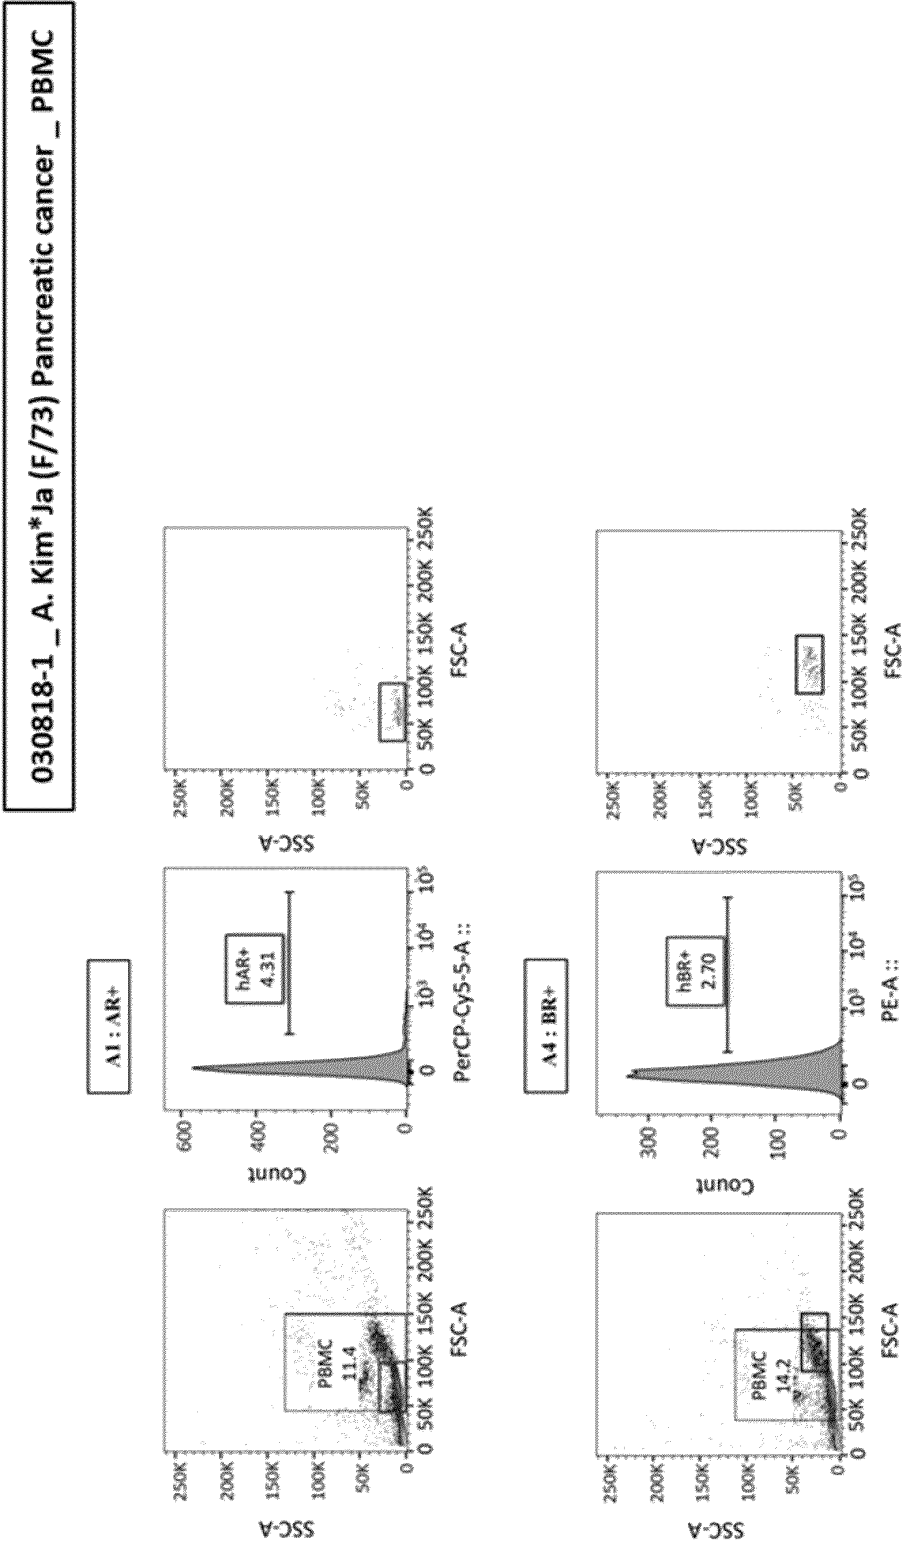 030818-1 _ A. Kim*Ja (F/73) Pancreatic cancer _ PBMC
A1 : AR+
SSC-A
250K
200K
150K
100K
50K
0
PBMC
11.4
0 50K 100K 150K 200K 250K
FSC-A
Count
600
400
200
0
hAR+
4.31
0 10³ 10⁴ 10⁵
PerCP-Cy5-5-A ::
SSC-A
250K
200K
150K
100K
50K
0
0 50K 100K 150K 200K 250K
FSC-A
A4 : BR+
SSC-A
250K
200K
150K
100K
50K
0
PBMC
14.2
0 50K 100K 150K 200K 250K
FSC-A
Count
300
200
100
0
hBR+
2.70
0 10³ 10⁴ 10⁵
PE-A ::
SSC-A
250K
200K
150K
100K
50K
0
0 50K 100K 150K 200K 250K
FSC-A